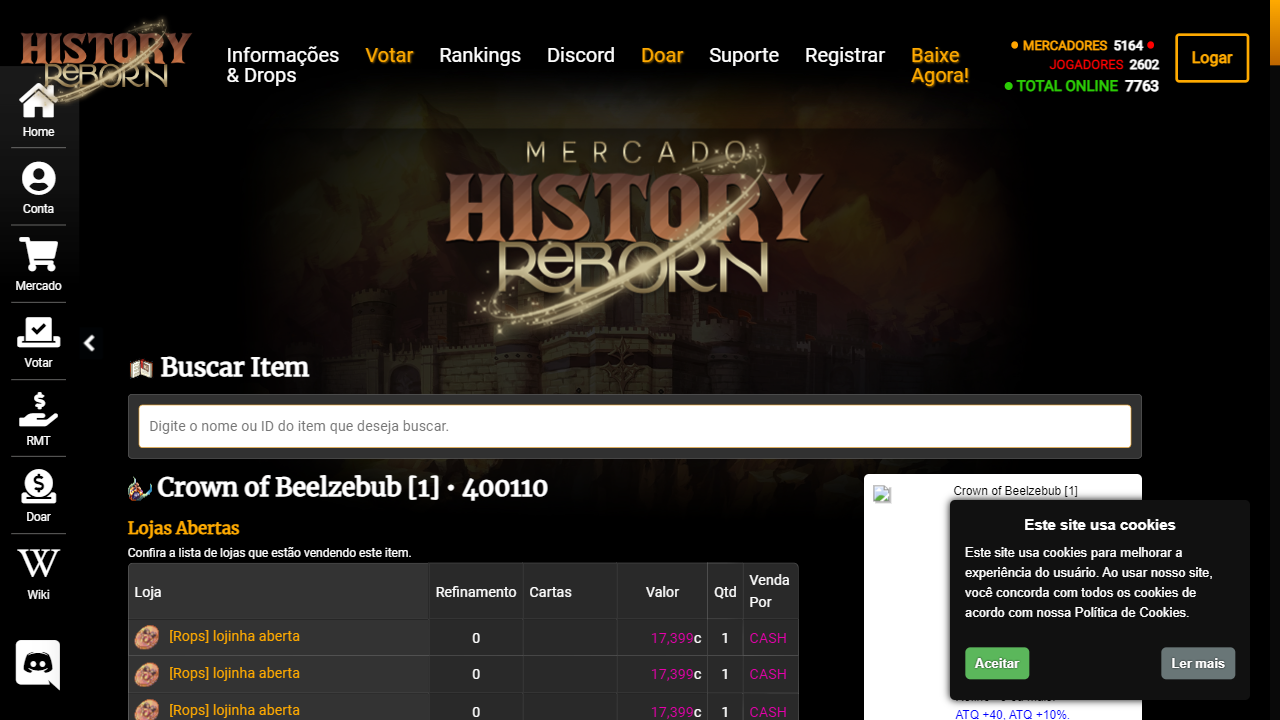 HISTORY
REBORN
Informações
& Drops
Votar
Rankings
Discord
Doar
Suporte
Registrar
Baixe
Agora!
MERCADORES 5164
JOGADORES 2602
TOTAL ONLINE 7763
Logar
Home
Conta
Mercado
Votar
RMT
Doar
Wiki
MERCADO
HISTORY
REBORN
Buscar Item
Digite o nome ou ID do item que deseja buscar.
Crown of Beelzebub [1] • 400110
Lojas Abertas
Confira a lista de lojas que estão vendendo este item.
Loja Refinamento Cartas Valor Qtd Venda Por
[Rops] lojinha aberta 0 17,399c 1 CASH
[Rops] lojinha aberta 0 17,399c 1 CASH
[Rops] lojinha aberta 0 17,399c 1 CASH
Crown of Beelzebub [1]
Este site usa cookies
Este site usa cookies para melhorar a
experiência do usuário. Ao usar nosso site,
você concorda com todos os cookies de
acordo com nossa Política de Cookies.
Aceitar
Ler mais
ATQ +40, ATQ +10%.